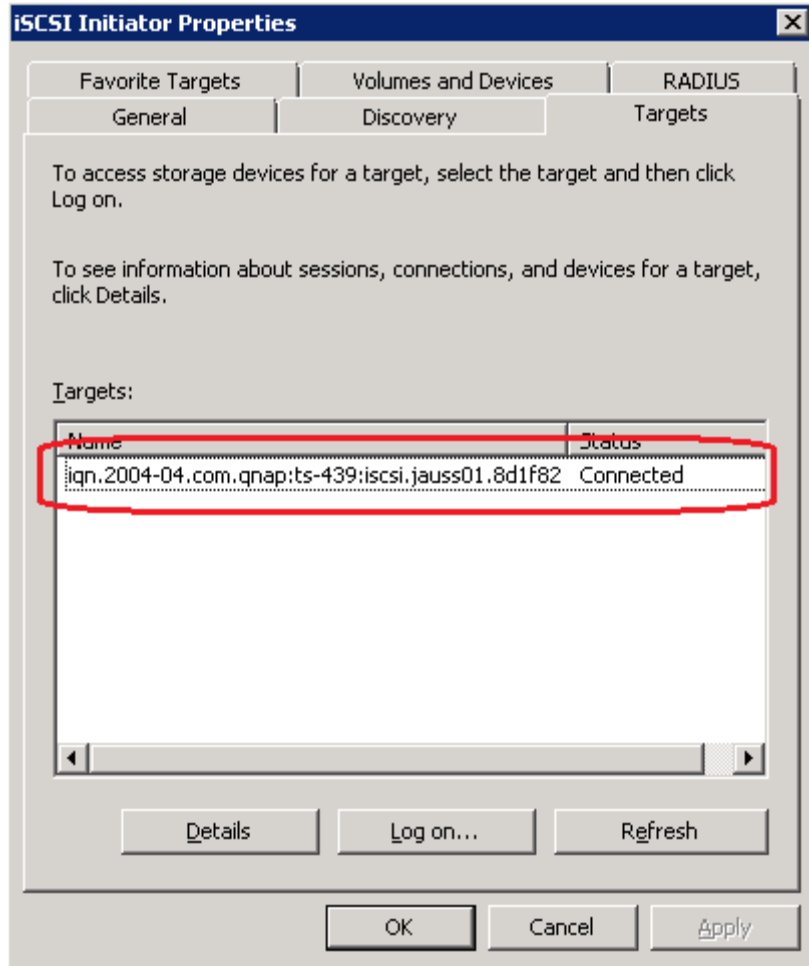 iSCSI Initiator Properties
Favorite Targets Volumes and Devices RADIUS
General Discovery Targets
To access storage devices for a target, select the target and then click
Log on.
To see information about sessions, connections, and devices for a target,
click Details.
Targets:
Name Status
iqn.2004-04.com.qnap:ts-439:iscsi.jauss01.8d1f82 Connected
Details Log on... Refresh
OK Cancel Apply